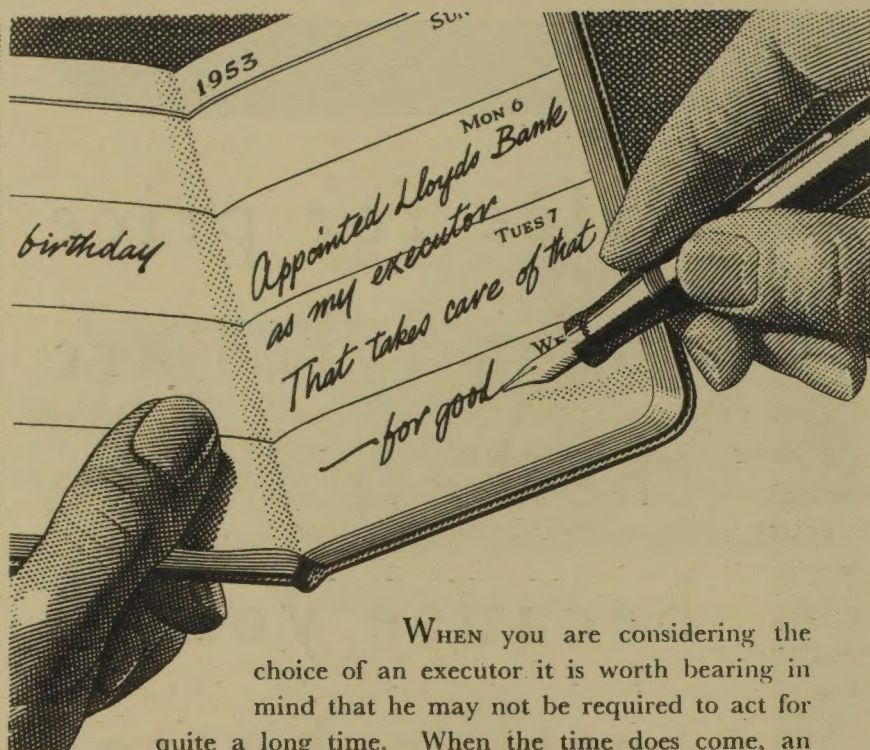 1953
SUN
MON 6
birthday
Appointed Lloyds Bank
as my executor
TUES 7
That takes care of that
WE
—for good
WHEN you are considering the
choice of an executor it is worth bearing in
mind that he may not be required to act for
quite a long time. When the time does come, an